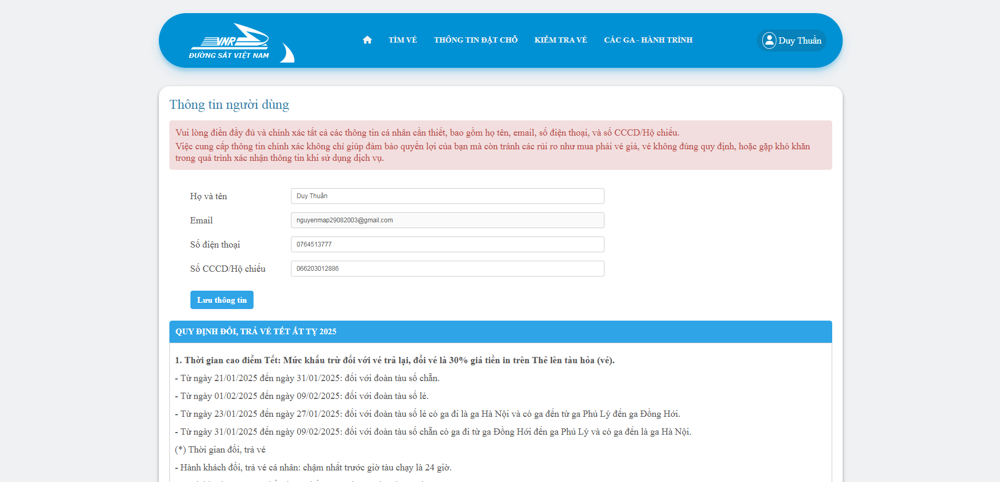 VNR
ĐƯỜNG SẮT VIỆT NAM
TÌM VÉ
THÔNG TIN ĐẶT CHỖ
KIỂM TRA VÉ
CÁC GA - HÀNH TRÌNH
Duy Thuần
Thông tin người dùng
Vui lòng điền đầy đủ và chính xác tất cả các thông tin cá nhân cần thiết, bao gồm họ tên, email, số điện thoại, và số CCCD/Hộ chiếu.
Việc cung cấp thông tin chính xác không chỉ giúp đảm bảo quyền lợi của bạn mà còn tránh các rủi ro như mua phải vé giả, vé không đúng quy định, hoặc gặp khó khăn
trong quá trình xác nhận thông tin khi sử dụng dịch vụ.
Họ và tên
Duy Thuần
Email
nguyenmap29082003@gmail.com
Số điện thoại
0764513777
Số CCCD/Hộ chiếu
066203012886
Lưu thông tin
QUY ĐỊNH ĐỔI, TRẢ VÉ TẾT ẤT TỴ 2025
1. Thời gian cao điểm Tết: Mức khấu trừ đối với vé trả lại, đổi vé là 30% giá tiền in trên Thẻ lên tàu hỏa (vé).
- Từ ngày 21/01/2025 đến ngày 31/01/2025: đối với đoàn tàu số chẵn.
- Từ ngày 01/02/2025 đến ngày 09/02/2025: đối với đoàn tàu số lẻ.
- Từ ngày 23/01/2025 đến ngày 27/01/2025: đối với đoàn tàu số lẻ có ga đi là ga Hà Nội và có ga đến từ ga Phủ Lý đến ga Đồng Hới.
- Từ ngày 31/01/2025 đến ngày 09/02/2025: đối với đoàn tàu số chẵn có ga đi từ ga Đồng Hới đến ga Phủ Lý và có ga đến là ga Hà Nội.
(*) Thời gian đổi, trả vé
- Hành khách đổi, trả vé cá nhân: chậm nhất trước giờ tàu chạy là 24 giờ.